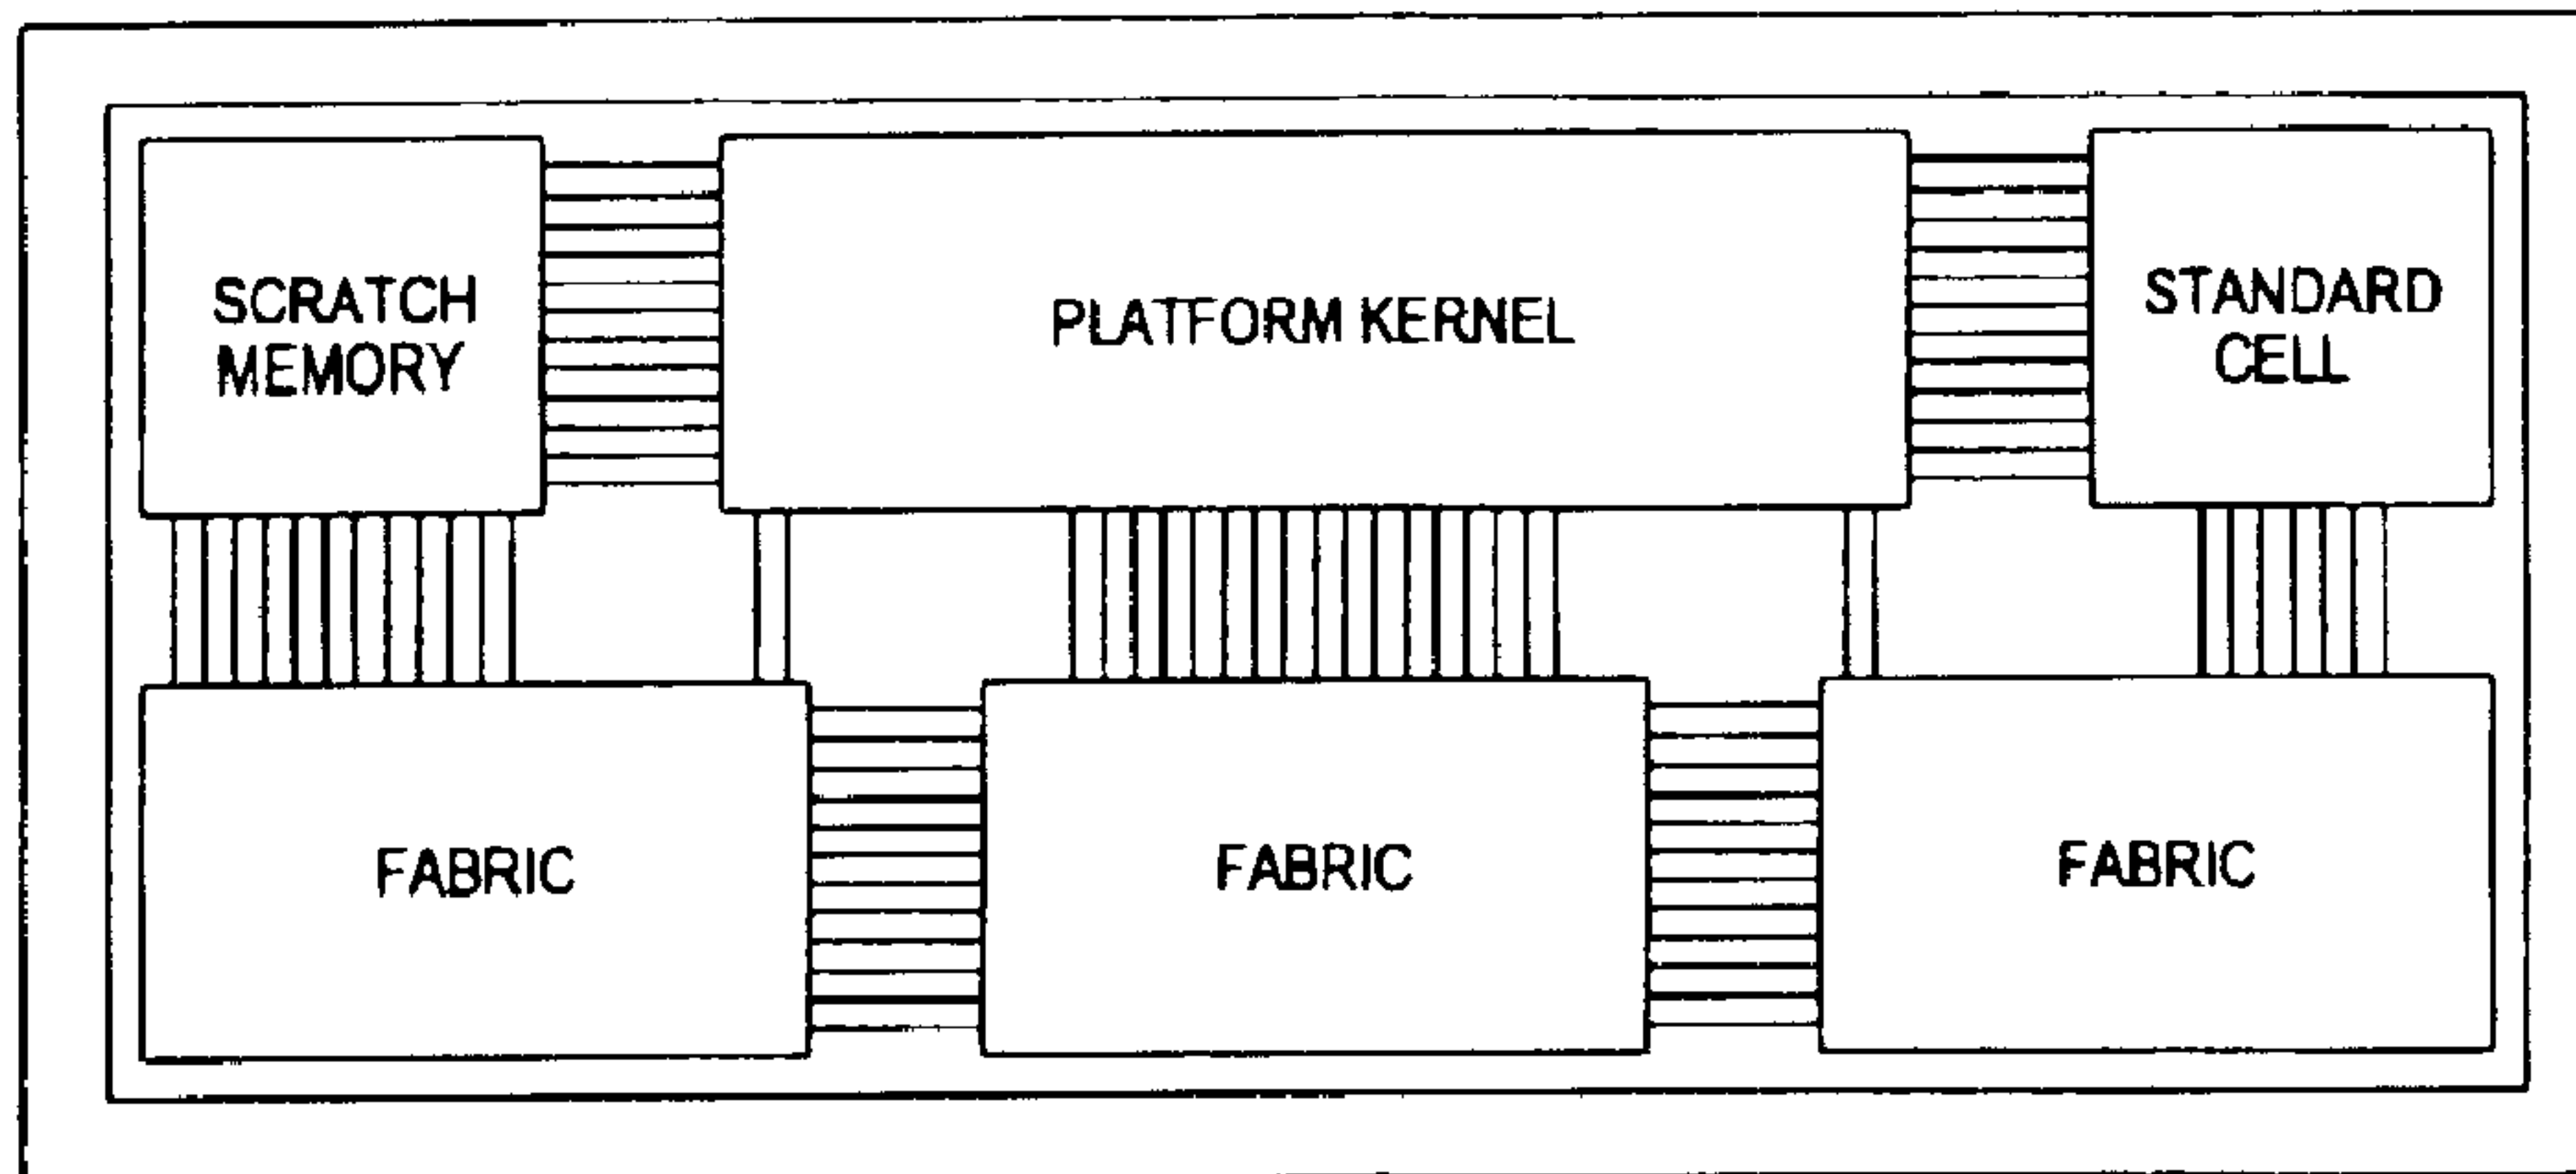 SCRATCH
MEMORY
PLATFORM KERNEL
STANDARD
CELL
FABRIC
FABRIC
FABRIC